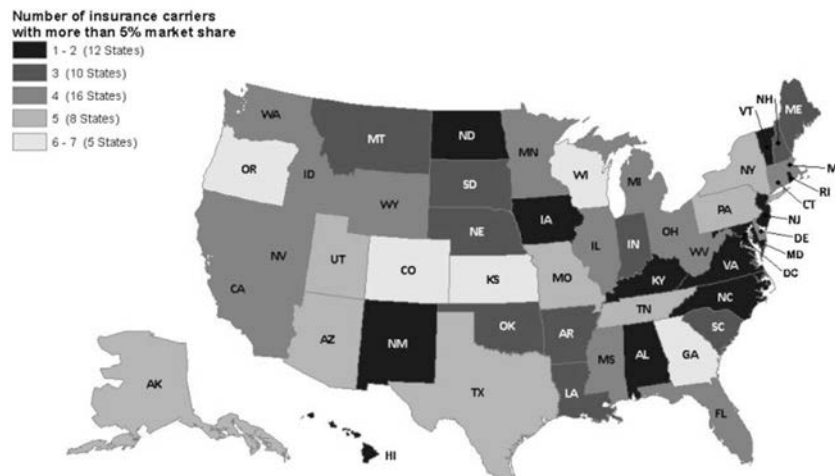 Number of insurance carriers
with more than 5% market share
1 - 2 (12 States)
3 (10 States)
4 (16 States)
5 (8 States)
6 - 7 (5 States)
WA
MT
ND
MN
WI
MI
VT
NH
ME
OR
ID
SD
WY
NY
M
RI
CT
NE
IA
PA
NJ
NV
UT
CO
IL
IN
OH
WV
DE
MD
DC
CA
KS
MO
KY
VA
AZ
NM
OK
AR
TN
NC
SC
AK
TX
LA
MS
AL
GA
FL
HI